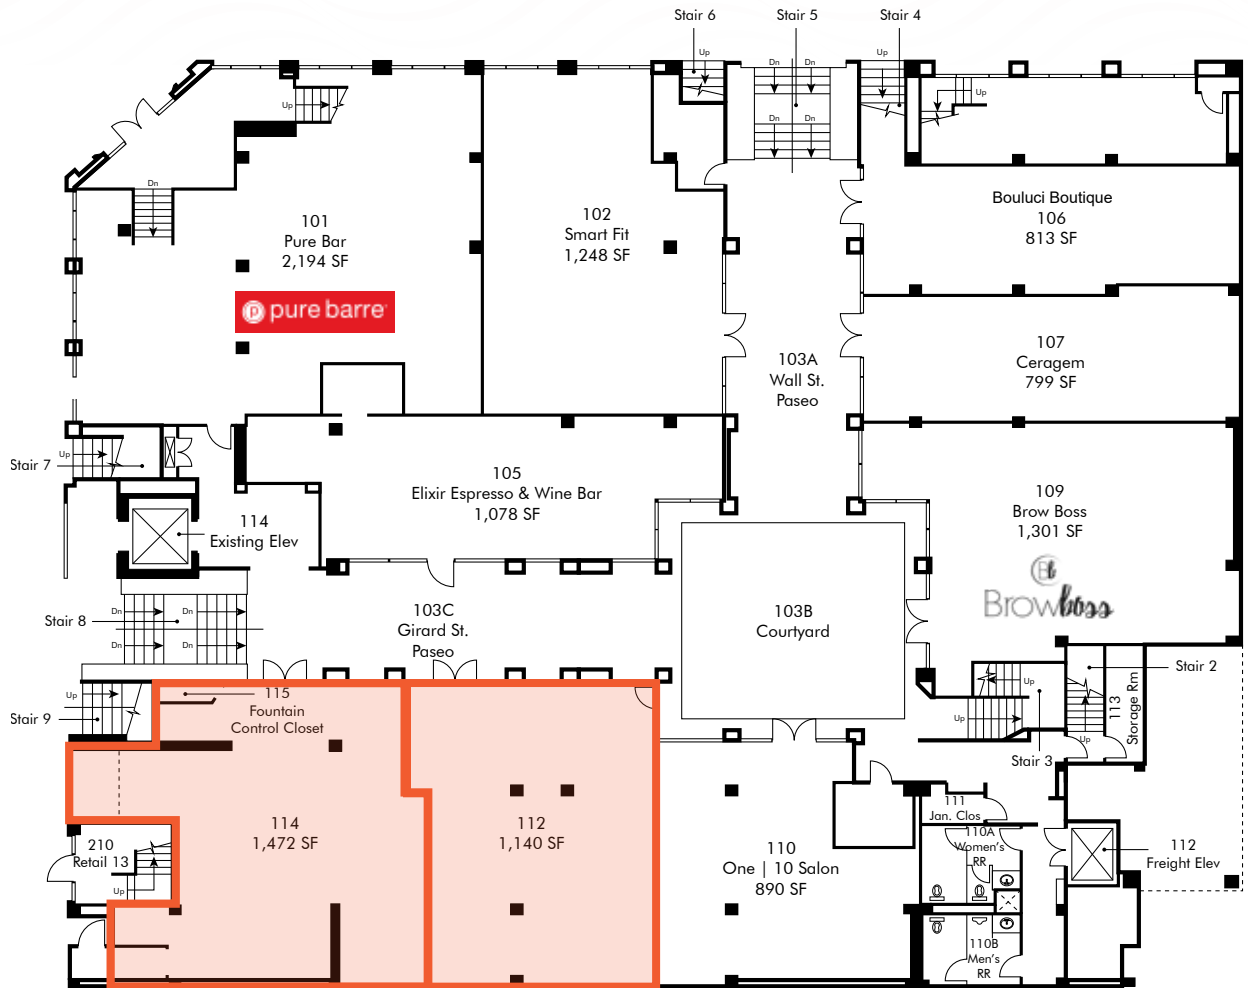 Stair 6
Stair 5
Stair 4
Up
Dn
Dn
Up
Up
Up
Dn
Dn
Dn
101
Pure Bar
2,194 SF
pure barre
102
Smart Fit
1,248 SF
Bouluci Boutique
106
813 SF
103A
Wall St.
Paseo
107
Ceragem
799 SF
Up
Stair 7
105
Elixir Espresso & Wine Bar
1,078 SF
114
Existing Elev
109
Brow Boss
1,301 SF
Bb
Browboss
Dn
Dn
Stair 8
Dn
Dn
103C
Girard St.
Paseo
103B
Courtyard
Stair 2
Up
Up
Stair 9
115
Fountain
Control Closet
Up
Up
113
Storage Rm
Stair 3
114
1,472 SF
112
1,140 SF
110
One | 10 Salon
890 SF
111
Jan. Clos
110A
Women's
RR
112
Freight Elev
210
Retail 13
Up
110B
Men's
RR